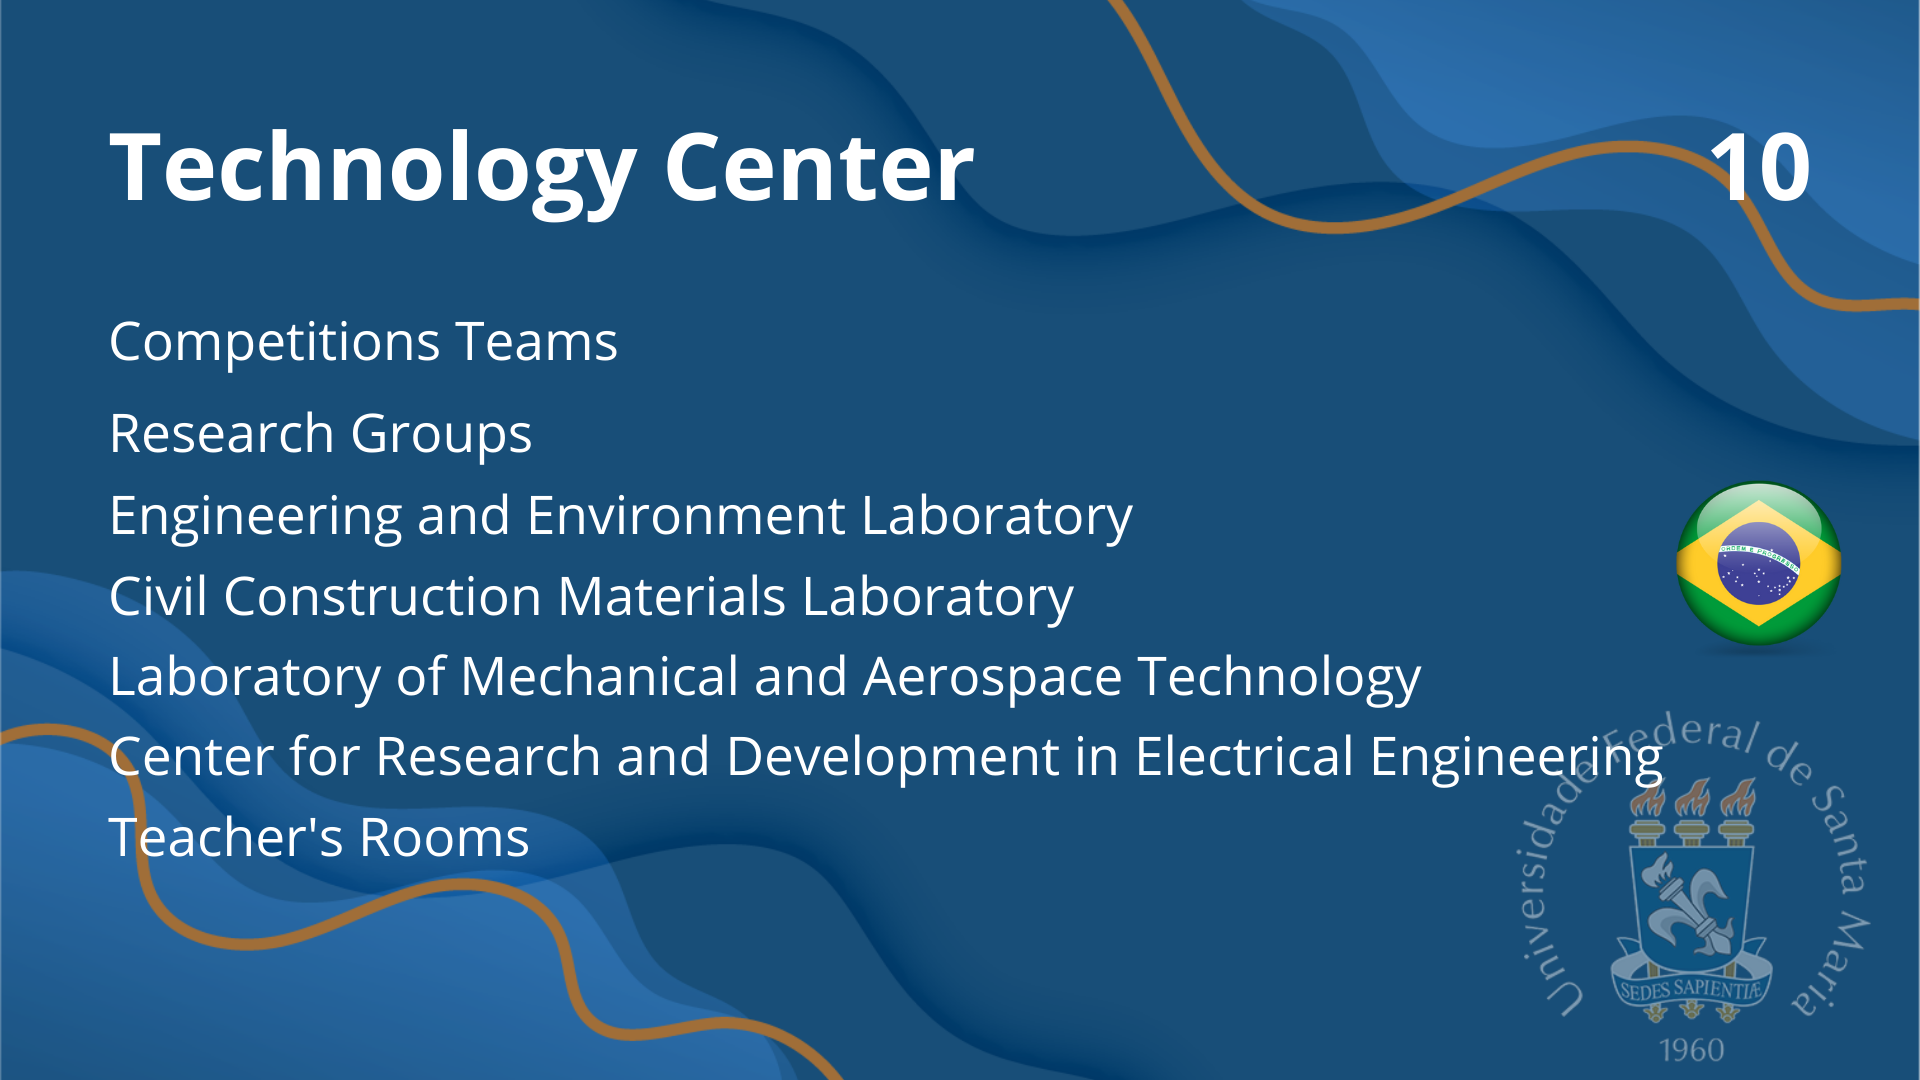 Technology Center
10
Competitions Teams
Research Groups
Engineering and Environment Laboratory
Civil Construction Materials Laboratory
Laboratory of Mechanical and Aerospace Technology
Center for Research and Development in Electrical Engineering
Teacher's Rooms
ORDEM E PROGRESSO
Universidade Federal de Santa Maria
SEDES SAPIENTIÆ
1960